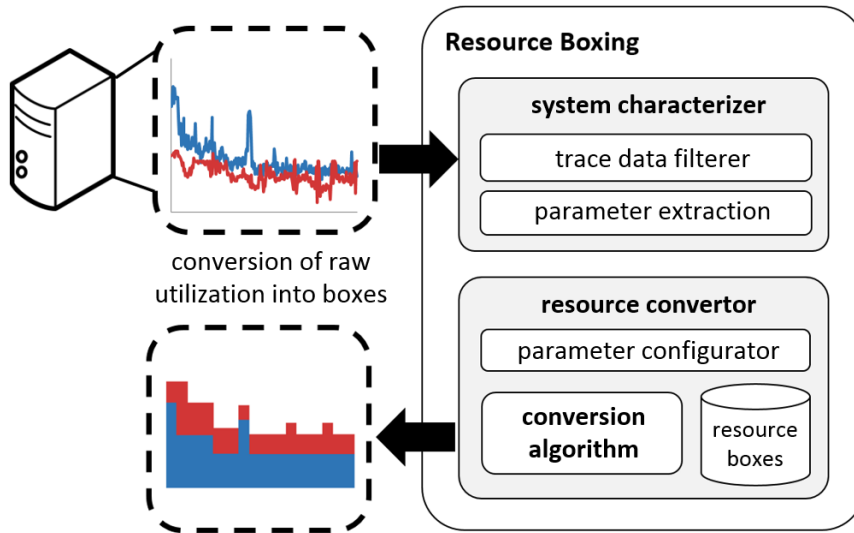 Resource Boxing
system characterizer
trace data filterer
parameter extraction
conversion of raw
utilization into boxes
resource convertor
parameter configurator
conversion
algorithm
resource
boxes